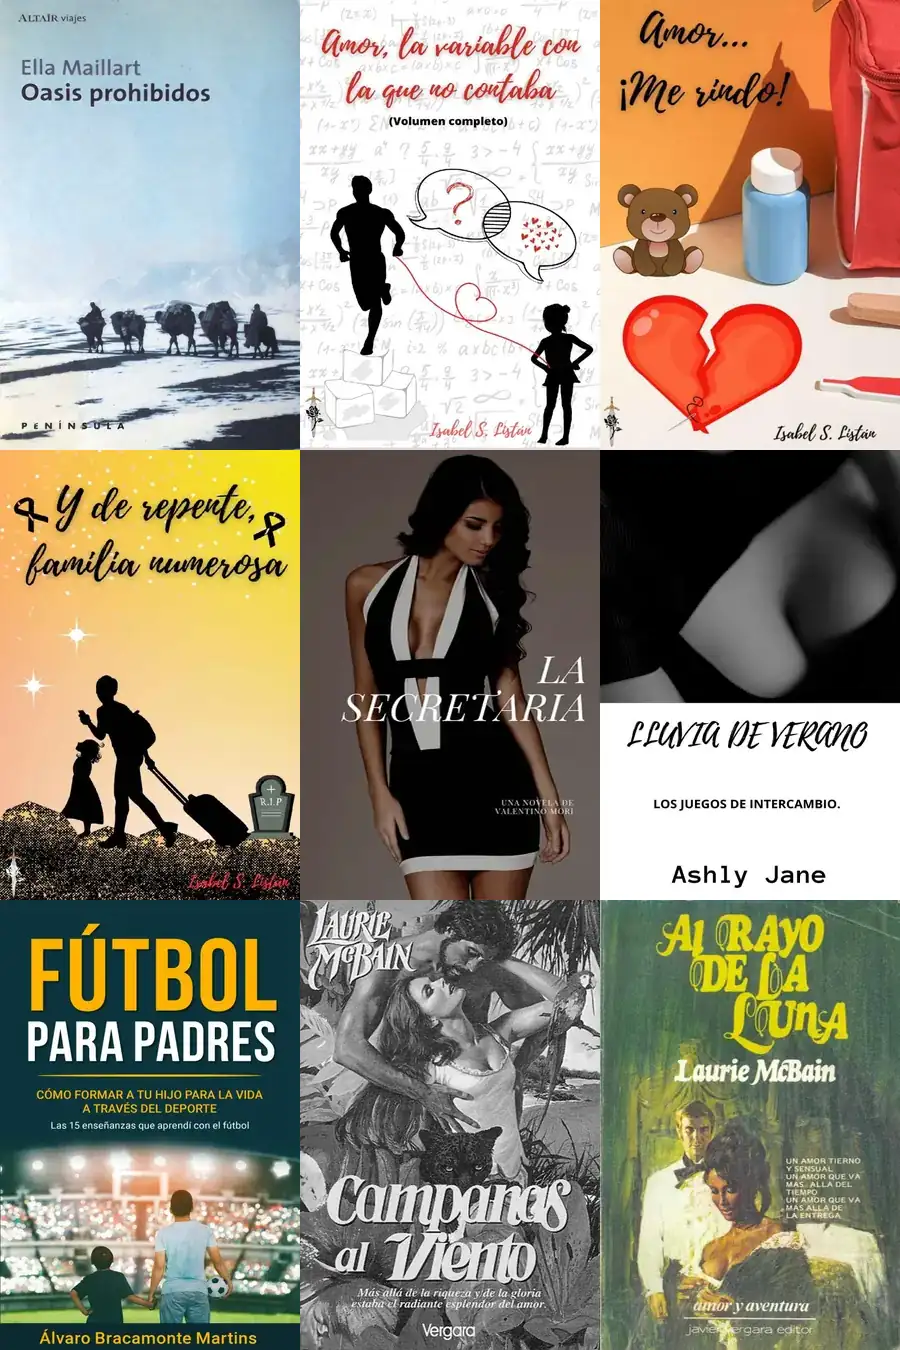 ALTAÏR viajes
Ella Maillart
Oasis prohibidos
PENÍNSULA
Amor, la variable con
la que no contaba
(Volumen completo)
?
Isabel S. Listán
Amor...
¡Me rindo!
Isabel S. Listán
Y de repente,
familia numerosa
R.I.P
Isabel S. Listán
LA
SECRETARIA
UNA NOVELA DE
VALENTINO MORI
LLUVIA DE VERANO
LOS JUEGOS DE INTERCAMBIO.
Ashly Jane
FÚTBOL
PARA PADRES
CÓMO FORMAR A TU HIJO PARA LA VIDA
A TRAVÉS DEL DEPORTE
Las 15 enseñanzas que aprendí con el fútbol
Álvaro Bracamonte Martins
LAURIE
McBAIN
Campanas
al Viento
Más allá de la riqueza y de la gloria
estaba el radiante esplendor del amor.
Vergara
Al RAYO
DE LA
LUNA
Laurie McBain
UN AMOR TIERNO
Y SENSUAL
UN AMOR QUE VA
MAS ALLA DEL
TIEMPO
UN AMOR QUE VA
MAS ALLA DE
LA ENTREGA
amor y aventura
javier vergara editor